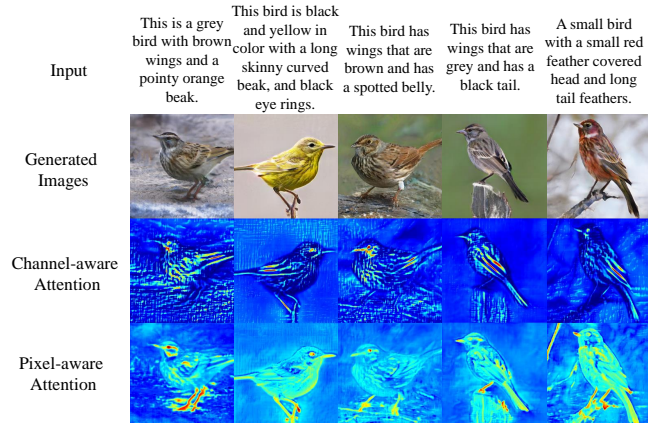 Input
This is a grey
bird with brown
wings and a
pointy orange
beak.
This bird is black
and yellow in
color with a long
skinny curved
beak, and black
eye rings.
This bird has
wings that are
brown and has
a spotted belly.
This bird has
wings that are
grey and has a
black tail.
A small bird
with a small red
feather covered
head and long
tail feathers.
Generated
Images
Channel-aware
Attention
Pixel-aware
Attention